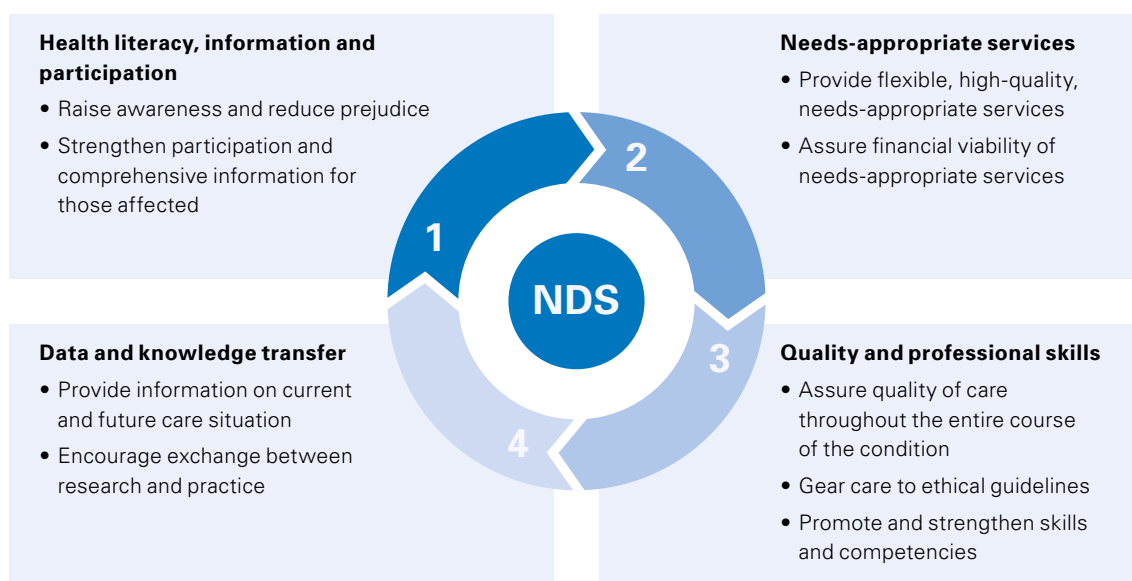 Health literacy, information and
participation
• Raise awareness and reduce prejudice
• Strengthen participation and
comprehensive information for
those affected
1
Needs-appropriate services
• Provide flexible, high-quality,
needs-appropriate services
• Assure financial viability of
needs-appropriate services
2
NDS
Quality and professional skills
• Assure quality of care
throughout the entire course
of the condition
• Gear care to ethical guidelines
• Promote and strengthen skills
and competencies
3
Data and knowledge transfer
• Provide information on current
and future care situation
• Encourage exchange between
research and practice
4